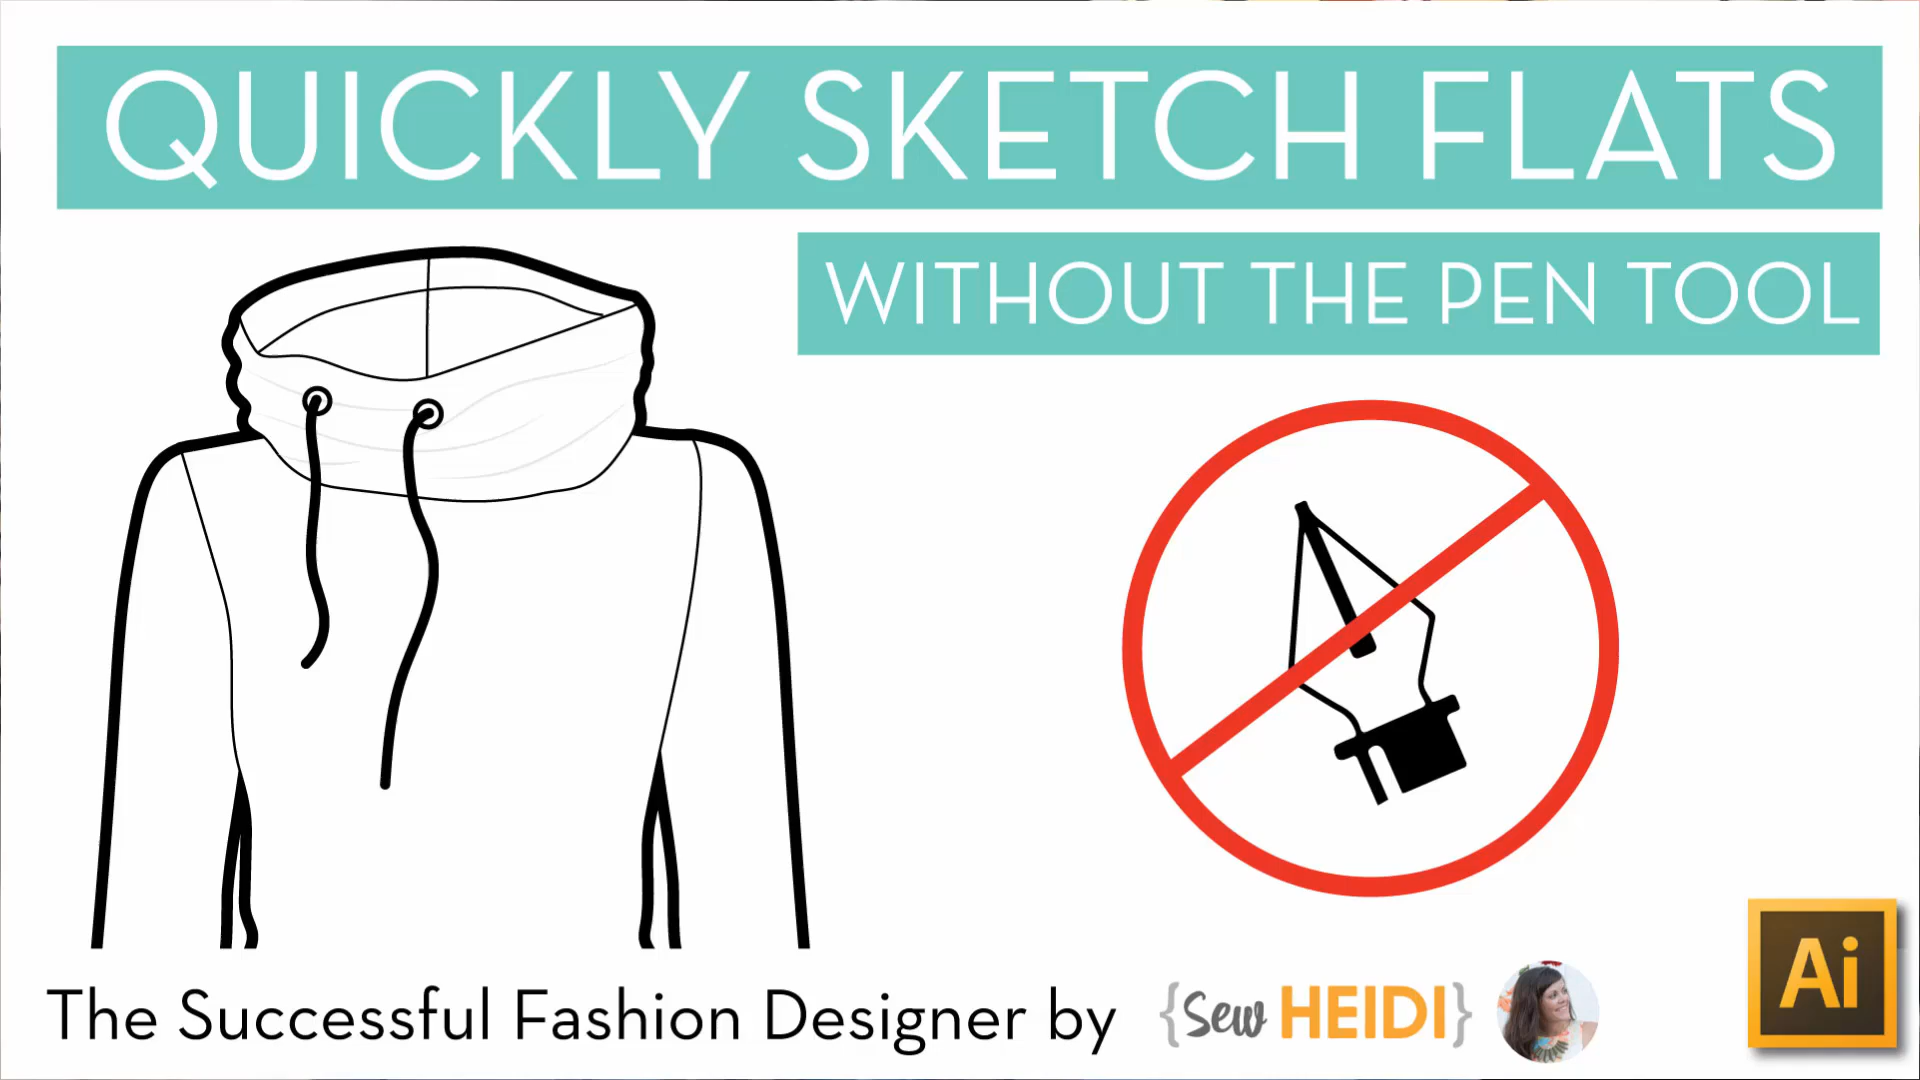 QUICKLY SKETCH FLATS
WITHOUT THE PEN TOOL
The Successful Fashion Designer by {Sew HEIDI}
Ai